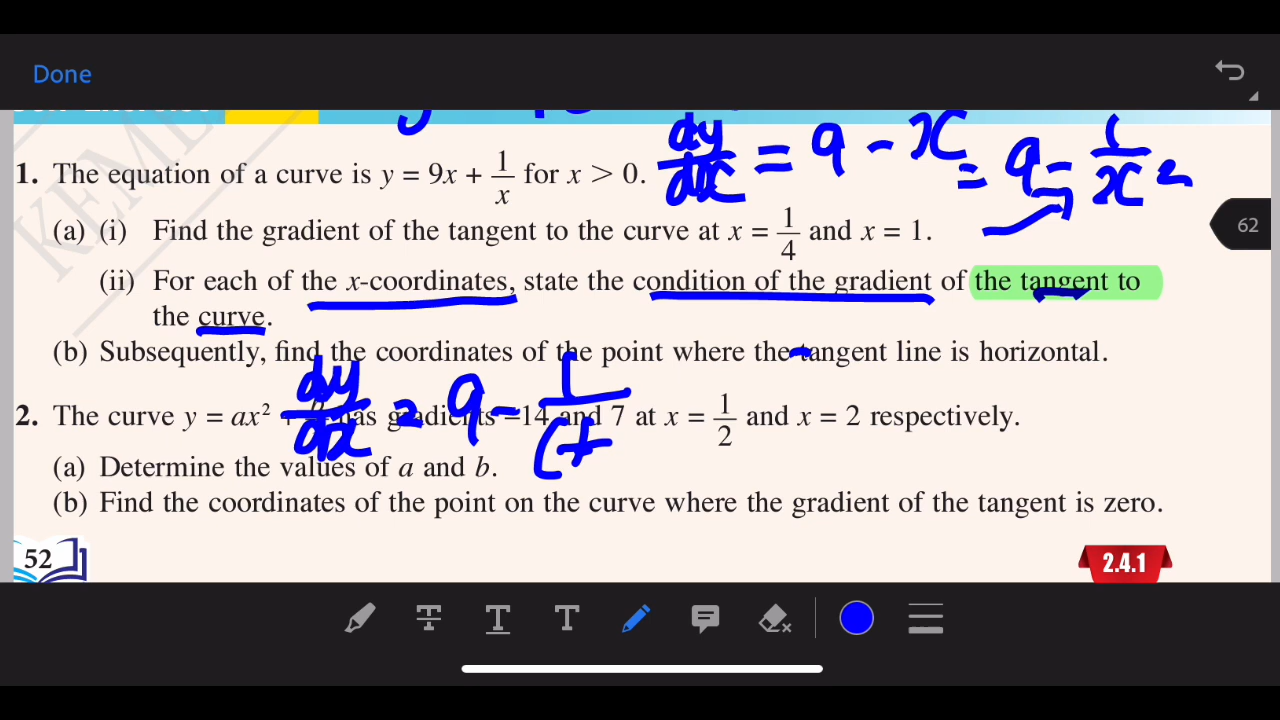 Done
1. The equation of a curve is y = 9x + 1/x for x > 0. dy/dx = 9 - x = 9 - 1/x²
62
(a) (i) Find the gradient of the tangent to the curve at x = 1/4 and x = 1.
(ii) For each of the x-coordinates, state the condition of the gradient of the tangent to
the curve.
(b) Subsequently, find the coordinates of the point where the tangent line is horizontal.
dy/dx = 9 - 1/(
2. The curve y = ax² + has gradients –14 and 7 at x = 1/2 and x = 2 respectively.
(a) Determine the values of a and b.
(b) Find the coordinates of the point on the curve where the gradient of the tangent is zero.
52
2.4.1
T T T